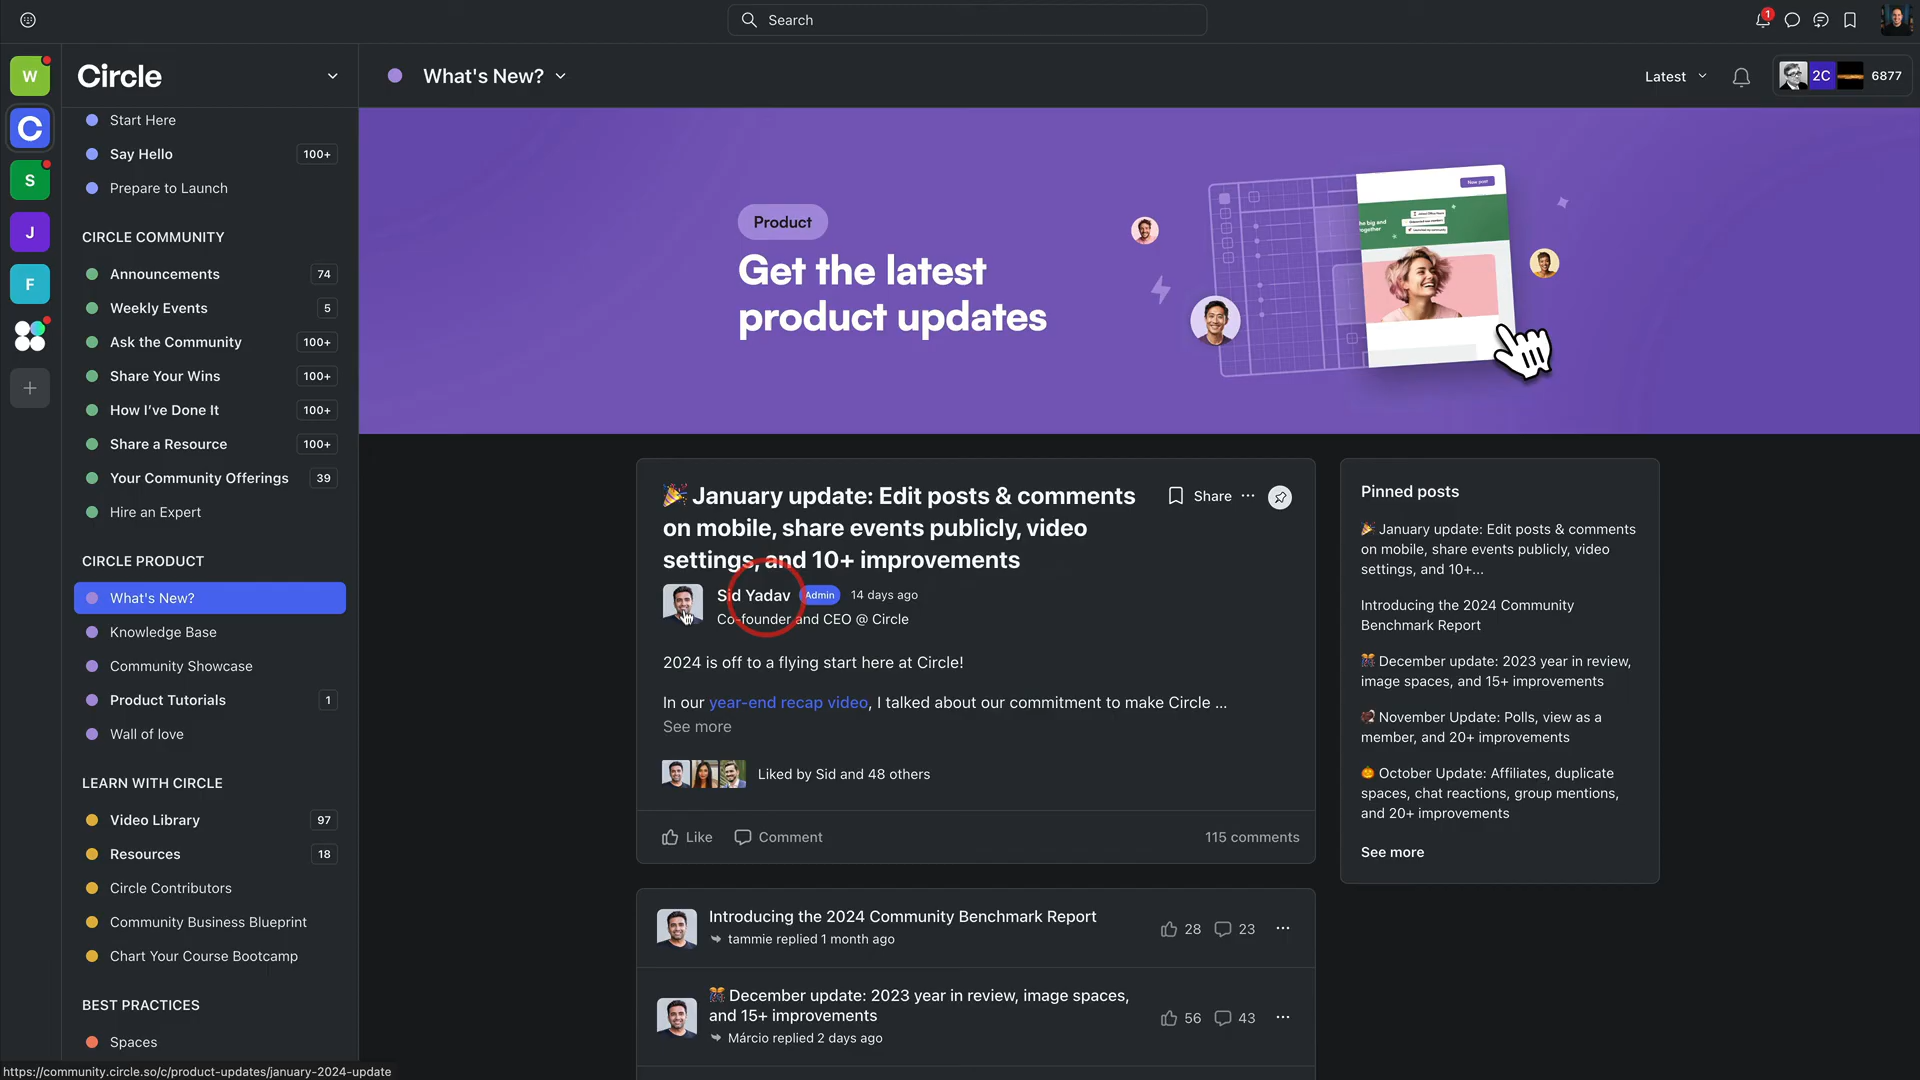 Search
1
W
C
S
J
F
Circle
Start Here
Say Hello 100+
Prepare to Launch
CIRCLE COMMUNITY
Announcements 74
Weekly Events 5
Ask the Community 100+
Share Your Wins 100+
How I've Done It 100+
Share a Resource 100+
Your Community Offerings 39
Hire an Expert
CIRCLE PRODUCT
What's New?
Knowledge Base
Community Showcase
Product Tutorials 1
Wall of love
LEARN WITH CIRCLE
Video Library 97
Resources 18
Circle Contributors
Community Business Blueprint
Chart Your Course Bootcamp
BEST PRACTICES
Spaces
https://community.circle.so/c/product-updates/january-2024-update
What's New?
Latest
2C
6877
Product
Get the latest
product updates
New post
🎉 January update: Edit posts & comments
on mobile, share events publicly, video
settings, and 10+ improvements
Share
Sid Yadav Admin 14 days ago
Co-founder and CEO @ Circle
2024 is off to a flying start here at Circle!
In our year-end recap video, I talked about our commitment to make Circle ...
See more
Liked by Sid and 48 others
Like Comment 115 comments
Introducing the 2024 Community Benchmark Report
tammie replied 1 month ago
28 23
🎊 December update: 2023 year in review, image spaces,
and 15+ improvements
Márcio replied 2 days ago
56 43
Pinned posts
🎉 January update: Edit posts & comments
on mobile, share events publicly, video
settings, and 10+...
Introducing the 2024 Community
Benchmark Report
🎊 December update: 2023 year in review,
image spaces, and 15+ improvements
🦃 November Update: Polls, view as a
member, and 20+ improvements
🎃 October Update: Affiliates, duplicate
spaces, chat reactions, group mentions,
and 20+ improvements
See more